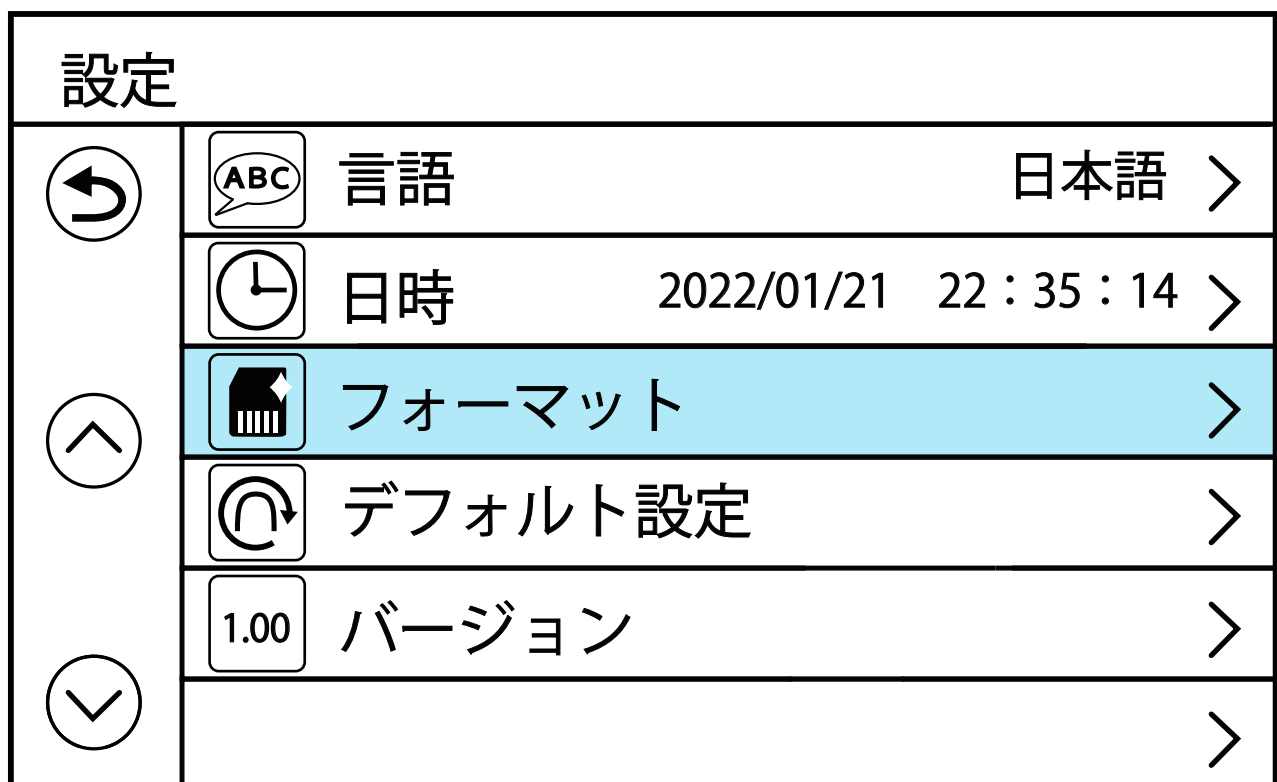 設定
ABC 言語 日本語
日時 2022/01/21 22：35：14
フォーマット
デフォルト設定
1.00 バージョン